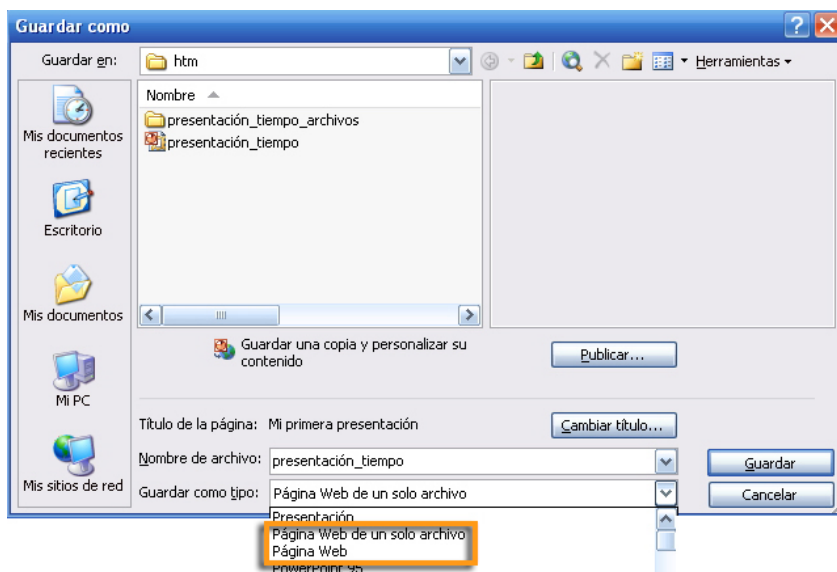 Guardar como
Guardar en:
htm
Herramientas
Nombre
presentación_tiempo_archivos
presentación_tiempo
Mis documentos
recientes
Escritorio
Mis documentos
Mi PC
Mis sitios de red
Guardar una copia y personalizar su
contenido
Publicar...
Título de la página: Mi primera presentación
Cambiar título...
Nombre de archivo: presentación_tiempo
Guardar
Guardar como tipo: Página Web de un solo archivo
Cancelar
Presentación
Página Web de un solo archivo
Página Web
PowerPoint 95